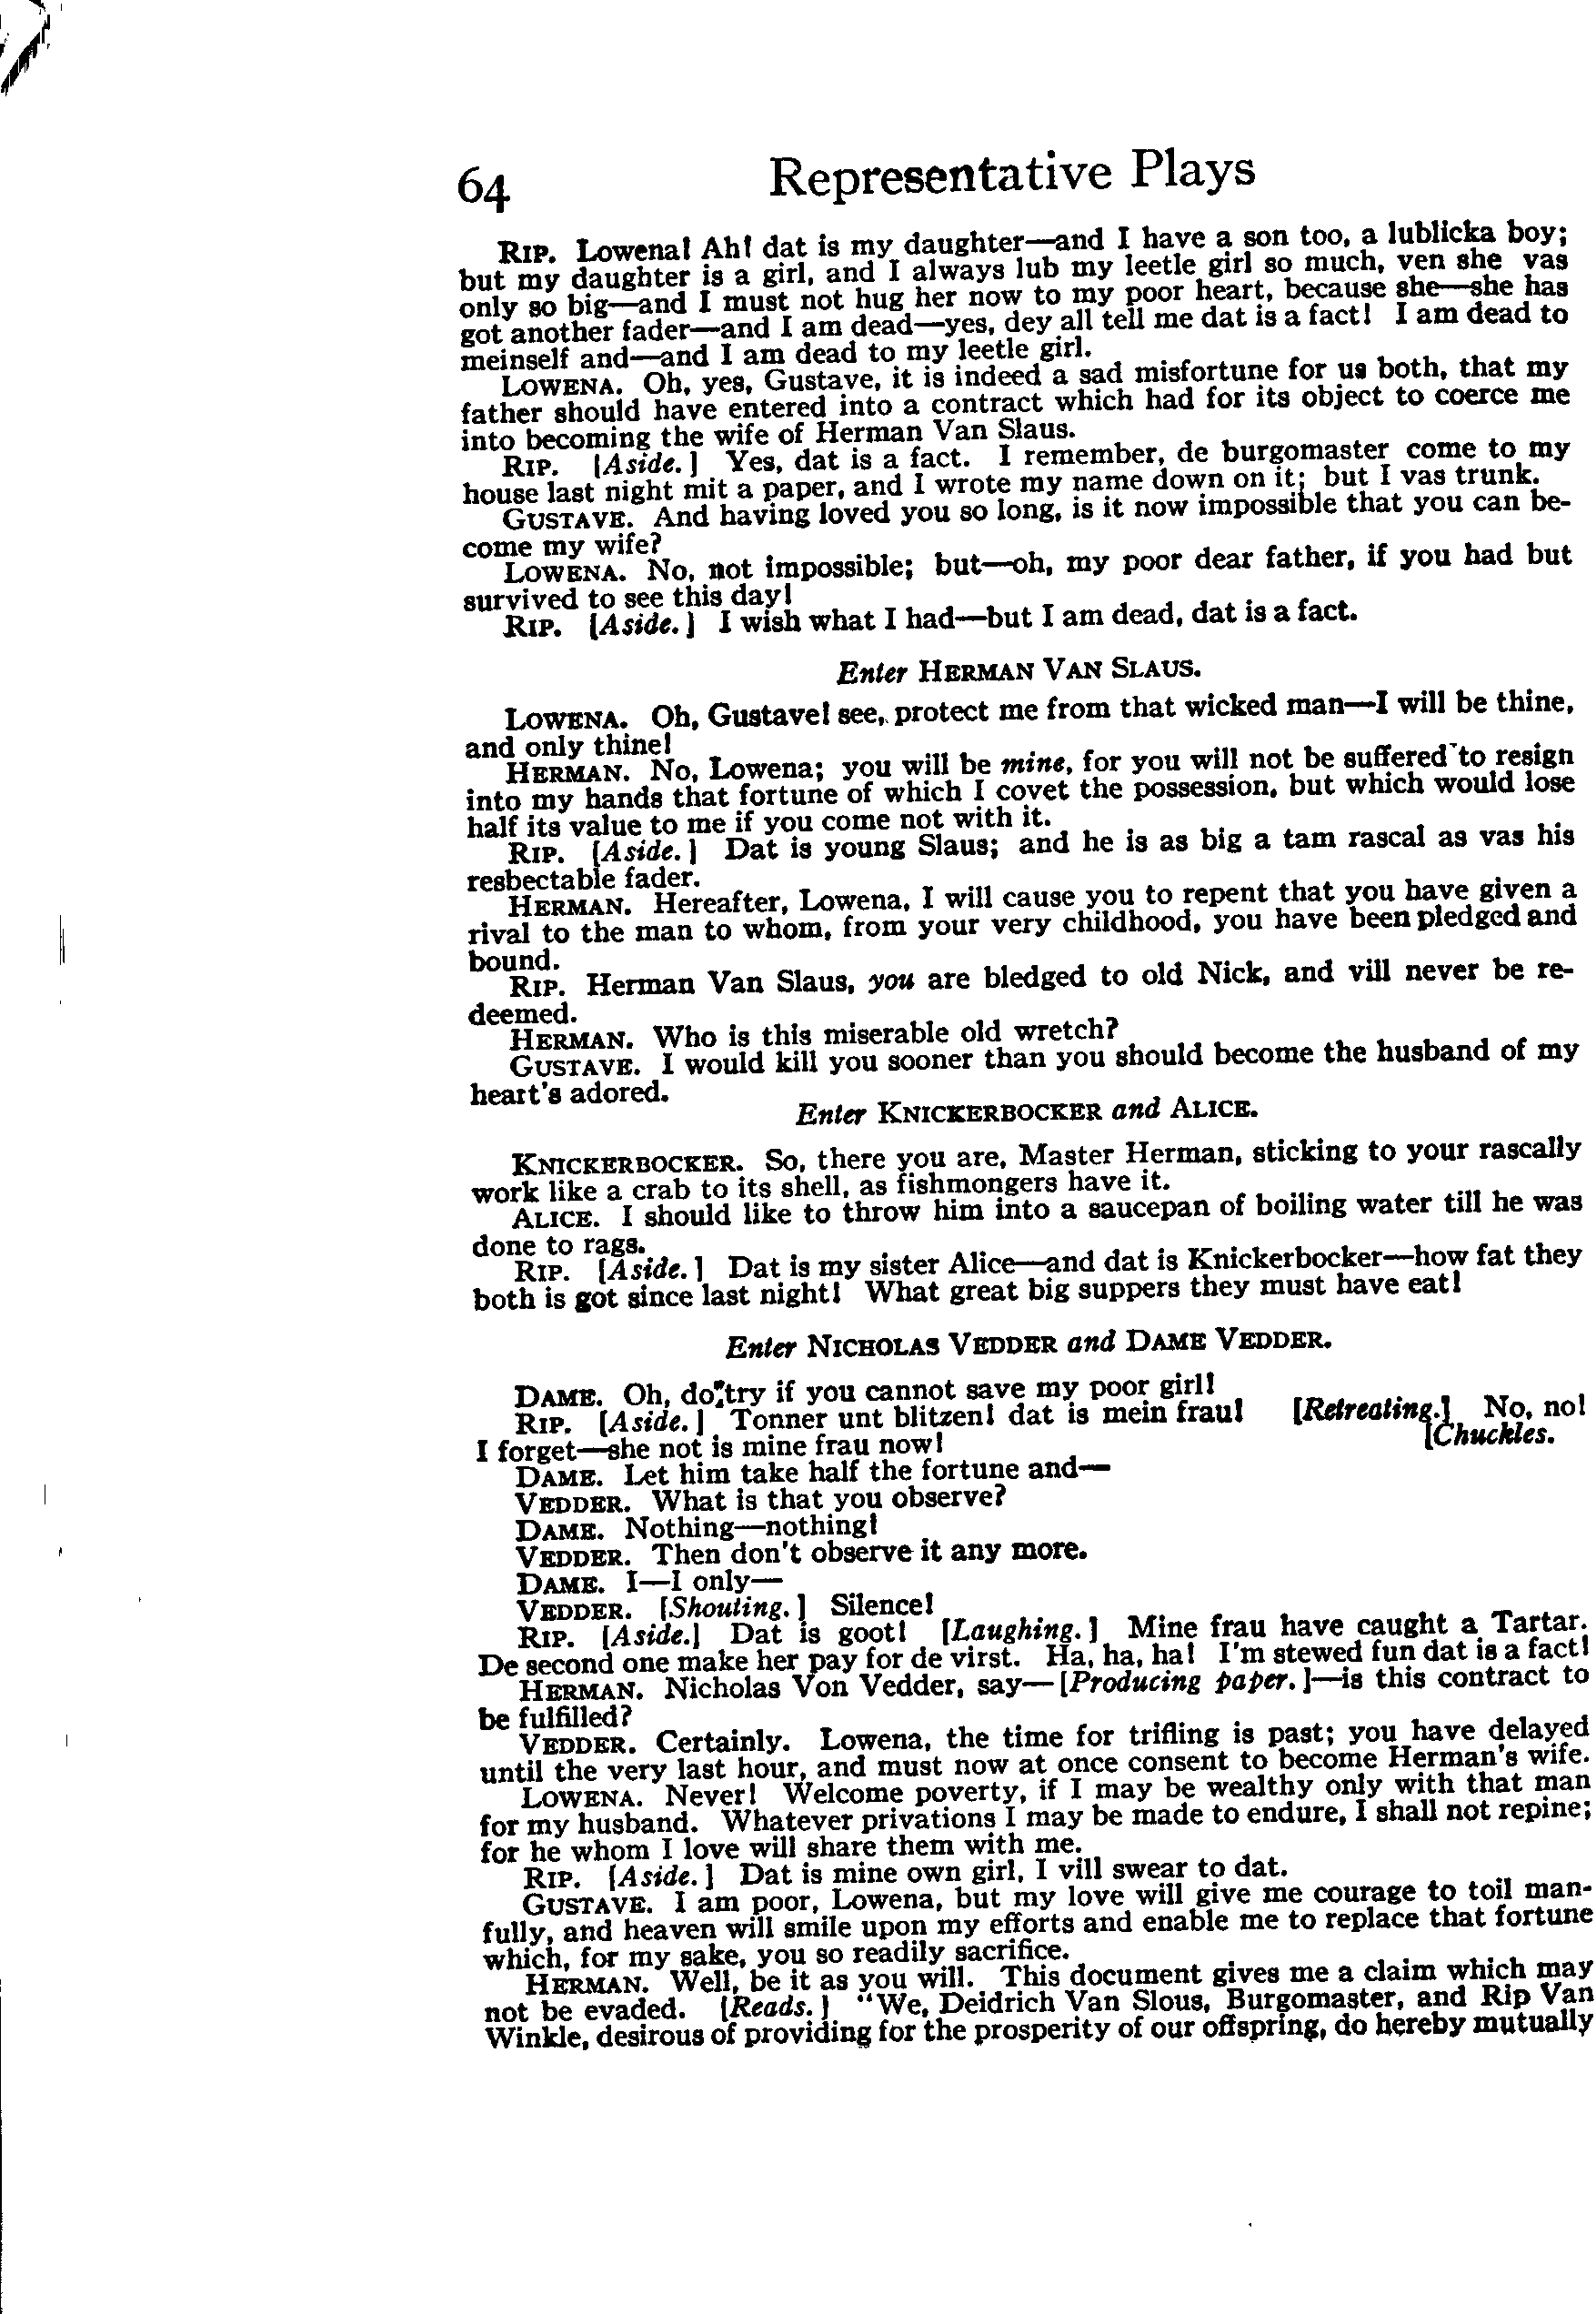 64 Representative Plays
RIP. Lowena! Ah! dat is my daughter—and I have a son too, a lublicka boy;
but my daughter is a girl, and I always lub my leetle girl so much, ven she vas
only so big—and I must not hug her now to my poor heart, because she—she has
got another fader—and I am dead—yes, dey all tell me dat is a fact! I am dead to
meinself and—and I am dead to my leetle girl.
LOWENA. Oh, yes, Gustave, it is indeed a sad misfortune for us both, that my
father should have entered into a contract which had for its object to coerce me
into becoming the wife of Herman Van Slaus.
RIP. [Aside.] Yes, dat is a fact. I remember, de burgomaster come to my
house last night mit a paper, and I wrote my name down on it; but I vas trunk.
GUSTAVE. And having loved you so long, is it now impossible that you can be-
come my wife?
LOWENA. No, not impossible; but—oh, my poor dear father, if you had but
survived to see this day!
RIP. [Aside.] I wish what I had—but I am dead, dat is a fact.
Enter HERMAN VAN SLAUS.
LOWENA. Oh, Gustave! see, protect me from that wicked man—I will be thine,
and only thine!
HERMAN. No, Lowena; you will be mine, for you will not be suffered to resign
into my hands that fortune of which I covet the possession, but which would lose
half its value to me if you come not with it.
RIP. [Aside.] Dat is young Slaus; and he is as big a tam rascal as vas his
resbectable fader.
HERMAN. Hereafter, Lowena, I will cause you to repent that you have given a
rival to the man to whom, from your very childhood, you have been pledged and
bound.
RIP. Herman Van Slaus, you are bledged to old Nick, and vill never be re-
deemed.
HERMAN. Who is this miserable old wretch?
GUSTAVE. I would kill you sooner than you should become the husband of my
heart's adored.
Enter KNICKERBOCKER and ALICE.
KNICKERBOCKER. So, there you are, Master Herman, sticking to your rascally
work like a crab to its shell, as fishmongers have it.
ALICE. I should like to throw him into a saucepan of boiling water till he was
done to rags.
RIP. [Aside.] Dat is my sister Alice—and dat is Knickerbocker—how fat they
both is got since last night! What great big suppers they must have eat!
Enter NICHOLAS VEDDER and DAME VEDDER.
DAME. Oh, do try if you cannot save my poor girl!
RIP. [Aside.] Tonner unt blitzen! dat is mein frau! [Retreating.] No, no!
I forget—she not is mine frau now! [Chuckles.
DAME. Let him take half the fortune and—
VEDDER. What is that you observe?
DAME. Nothing—nothing!
VEDDER. Then don't observe it any more.
DAME. I—I only—
VEDDER. [Shouting.] Silence!
RIP. [Aside.] Dat is goot! [Laughing.] Mine frau have caught a Tartar.
De second one make her pay for de virst. Ha, ha, ha! I'm stewed fun dat is a fact!
HERMAN. Nicholas Von Vedder, say—[Producing paper.]—is this contract to
be fulfilled?
VEDDER. Certainly. Lowena, the time for trifling is past; you have delayed
until the very last hour, and must now at once consent to become Herman's wife.
LOWENA. Never! Welcome poverty, if I may be wealthy only with that man
for my husband. Whatever privations I may be made to endure, I shall not repine;
for he whom I love will share them with me.
RIP. [Aside.] Dat is mine own girl, I vill swear to dat.
GUSTAVE. I am poor, Lowena, but my love will give me courage to toil man-
fully, and heaven will smile upon my efforts and enable me to replace that fortune
which, for my sake, you so readily sacrifice.
HERMAN. Well, be it as you will. This document gives me a claim which may
not be evaded. [Reads.] "We, Deidrich Van Slous, Burgomaster, and Rip Van
Winkle, desirous of providing for the prosperity of our offspring, do hereby mutually